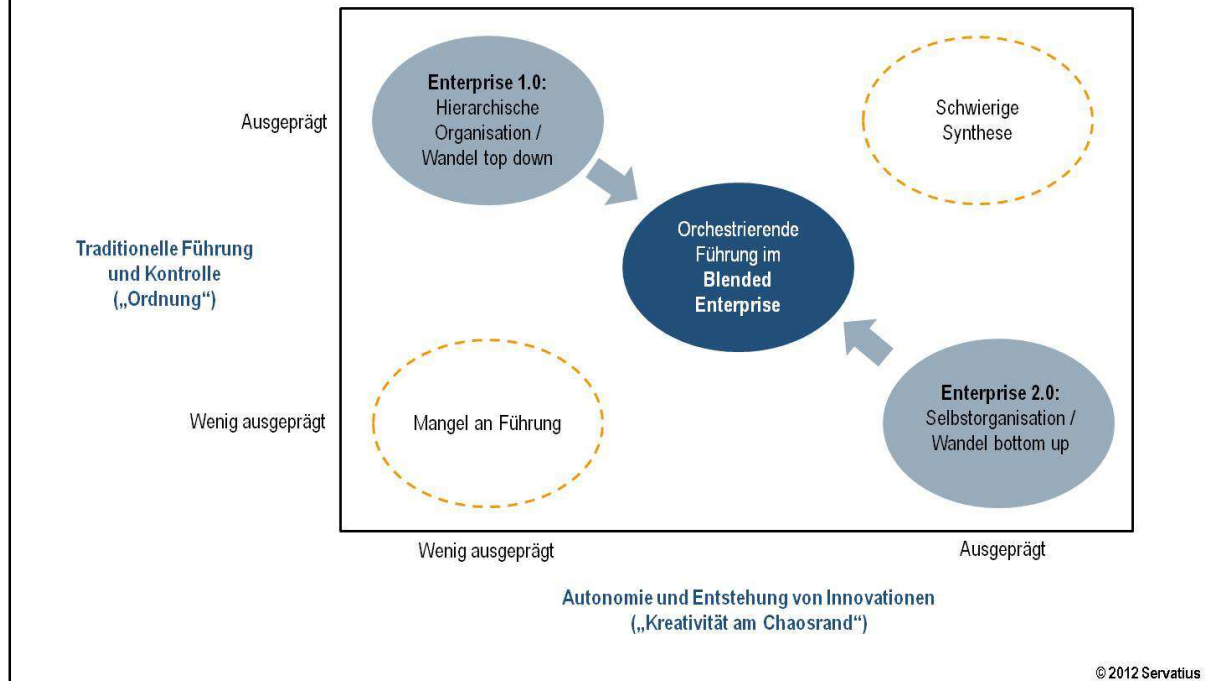 Enterprise 1.0:
Hierarchische
Organisation /
Wandel top down
Schwierige
Synthese
Ausgeprägt
Orchestrierende
Führung im
Blended
Enterprise
Traditionelle Führung
und Kontrolle
(„Ordnung“)
Enterprise 2.0:
Selbstorganisation /
Wandel bottom up
Wenig ausgeprägt
Mangel an Führung
Wenig ausgeprägt
Ausgeprägt
Autonomie und Entstehung von Innovationen
(„Kreativität am Chaosrand“)
© 2012 Servatius